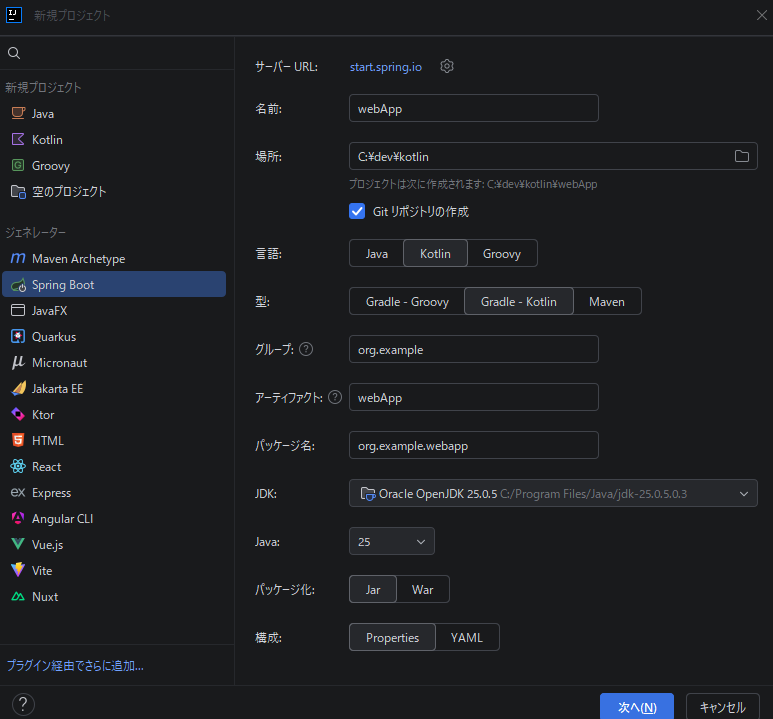 新規プロジェクト
新規プロジェクト
Java
Kotlin
Groovy
空のプロジェクト
ジェネレーター
Maven Archetype
Spring Boot
JavaFX
Quarkus
Micronaut
Jakarta EE
Ktor
HTML
React
Express
Angular CLI
Vue.js
Vite
Nuxt
プラグイン経由でさらに追加...
サーバー URL: start.spring.io
名前: webApp
場所: C:¥dev¥kotlin
プロジェクトは次に作成されます: C:¥dev¥kotlin¥webApp
Git リポジトリの作成
言語: Java Kotlin Groovy
型: Gradle - Groovy Gradle - Kotlin Maven
グループ: ? org.example
アーティファクト: ? webApp
パッケージ名: org.example.webapp
JDK: Oracle OpenJDK 25.0.5 C:/Program Files/Java/jdk-25.0.5.0.3
Java: 25
パッケージ化: Jar War
構成: Properties YAML
? 次へ(N) キャンセル